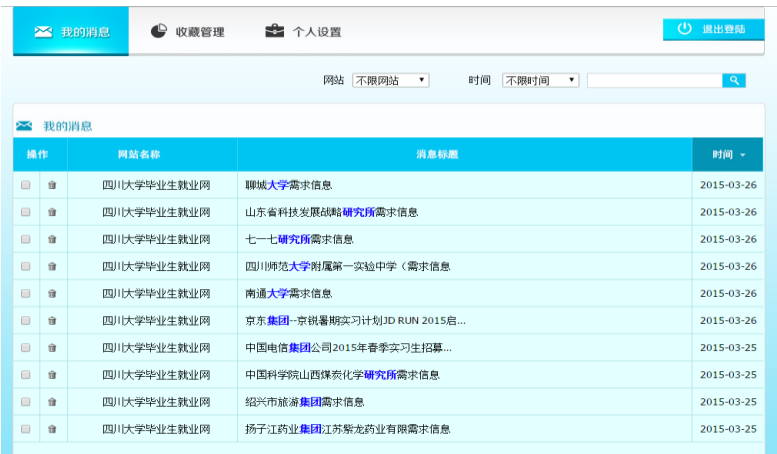 我的消息 收藏管理 个人设置 退出登陆
网站 不限网站 时间 不限时间
我的消息
操作 网站名称 消息标题 时间
四川大学毕业生就业网 聊城大学需求信息 2015-03-26
四川大学毕业生就业网 山东省科技发展战略研究所需求信息 2015-03-26
四川大学毕业生就业网 七一七研究所需求信息 2015-03-26
四川大学毕业生就业网 四川师范大学附属第一实验中学（需求信息 2015-03-26
四川大学毕业生就业网 南通大学需求信息 2015-03-26
四川大学毕业生就业网 京东集团--京锐暑期实习计划JD RUN 2015启... 2015-03-26
四川大学毕业生就业网 中国电信集团公司2015年春季实习生招募... 2015-03-25
四川大学毕业生就业网 中国科学院山西煤炭化学研究所需求信息 2015-03-25
四川大学毕业生就业网 绍兴市旅游集团需求信息 2015-03-25
四川大学毕业生就业网 扬子江药业集团江苏紫龙药业有限需求信息 2015-03-25